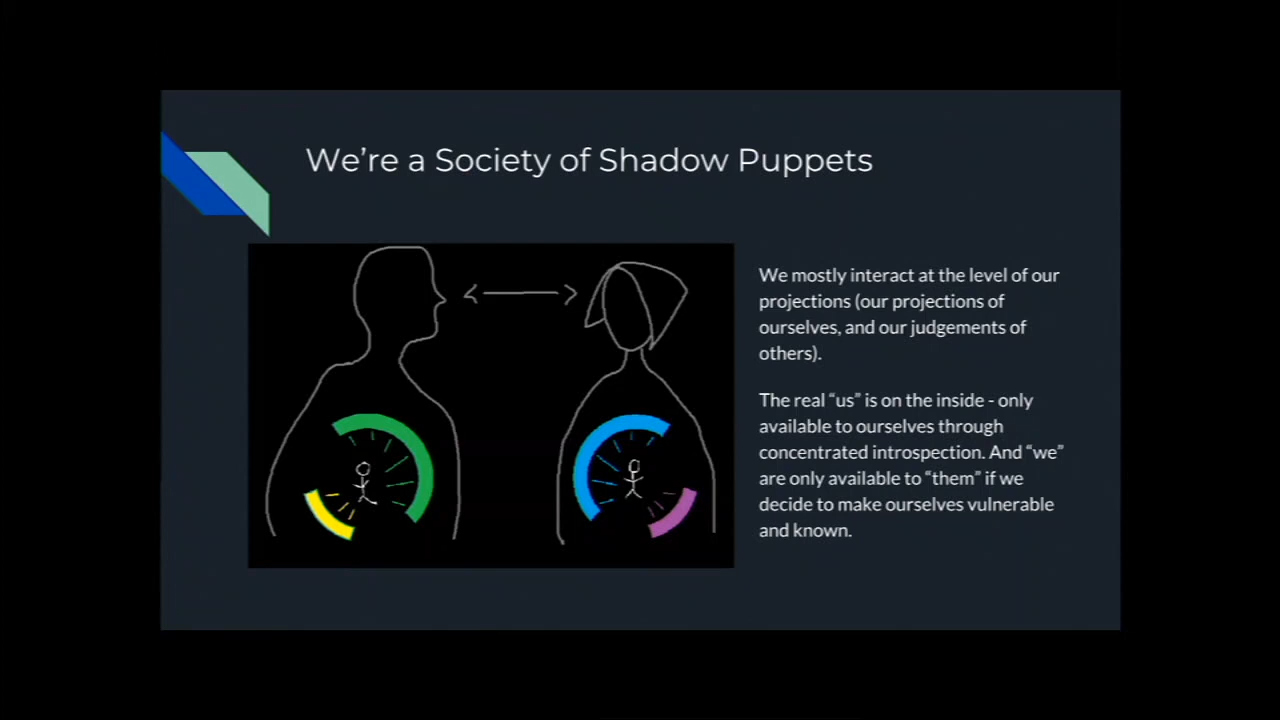 We're a Society of Shadow Puppets
We mostly interact at the level of our
projections (our projections of
ourselves, and our judgements of
others).
The real “us” is on the inside - only
available to ourselves through
concentrated introspection. And “we”
are only available to “them” if we
decide to make ourselves vulnerable
and known.